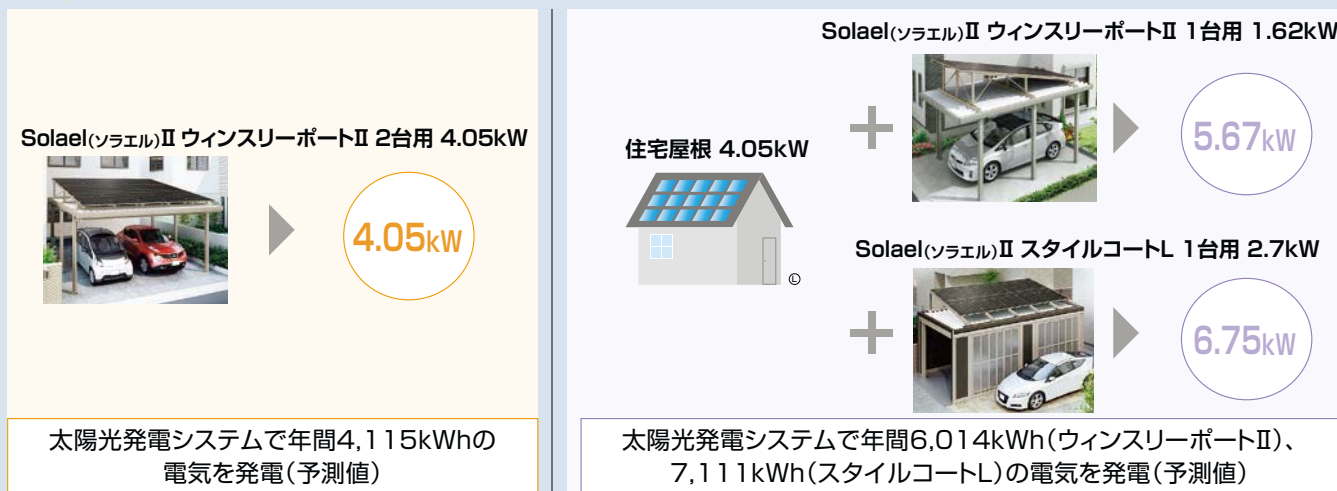 Solael(ソラエル)Ⅱ ウィンスリーポートⅡ 2台用 4.05kW
4.05kW
太陽光発電システムで年間4,115kWhの
電気を発電(予測値)
Solael(ソラエル)Ⅱ ウィンスリーポートⅡ 1台用 1.62kW
住宅屋根 4.05kW
+
5.67kW
Ⓛ
Solael(ソラエル)Ⅱ スタイルコートL 1台用 2.7kW
+
6.75kW
太陽光発電システムで年間6,014kWh(ウィンスリーポートⅡ)、
7,111kWh(スタイルコートL)の電気を発電(予測値)